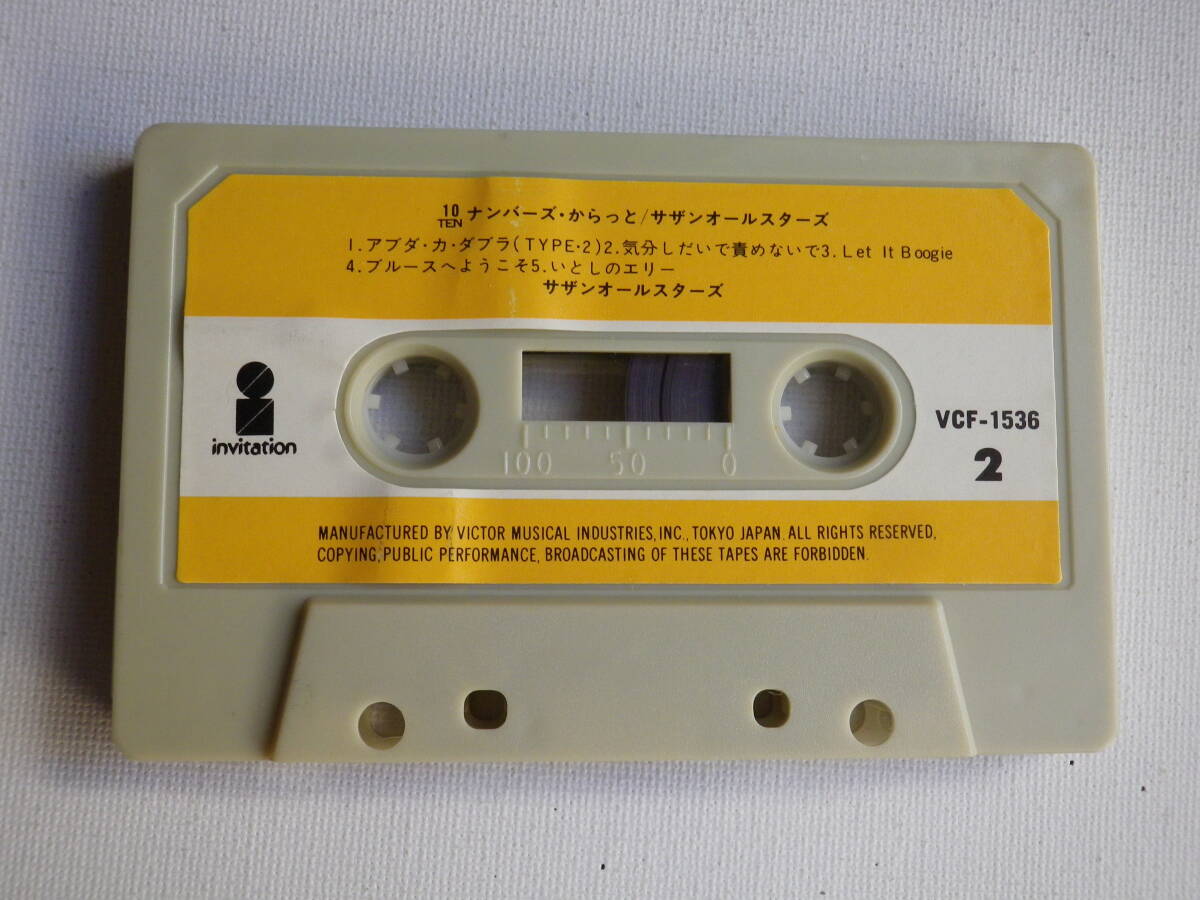 10 TEN ナンバーズ・からっと/サザンオールスターズ
1.アブダ・カ・ダブラ(TYPE・2)2.気分しだいで責めないで3.Let It Boogie
4.ブルースへようこそ5.いとしのエリー
サザンオールスターズ
invitation
100 50 0
VCF-1536
2
MANUFACTURED BY VICTOR MUSICAL INDUSTRIES, INC., TOKYO JAPAN. ALL RIGHTS RESERVED,
COPYING, PUBLIC PERFORMANCE, BROADCASTING OF THESE TAPES ARE FORBIDDEN.